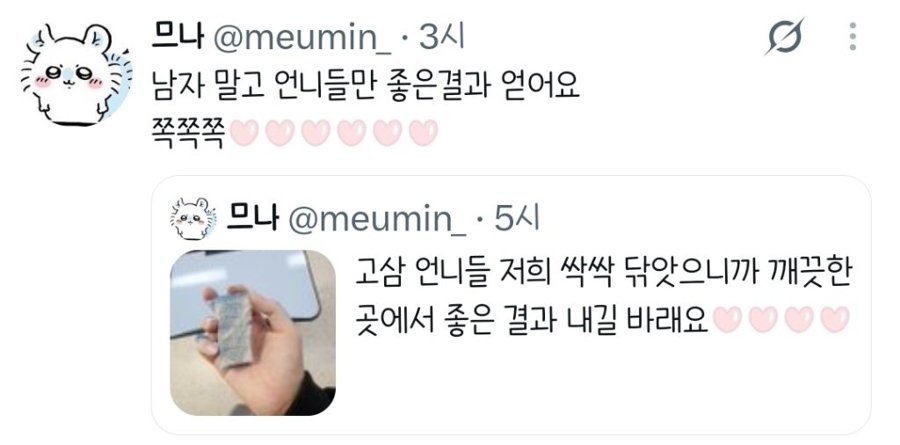 므나 @meumin_ · 3시
남자 말고 언니들만 좋은결과 얻어요
쪽쪽쪽🩷🩷🩷🩷🩷🩷
므나 @meumin_ · 5시
고삼 언니들 저희 싹싹 닦앗으니까 깨끗한
곳에서 좋은 결과 내길 바래요🩷🩷🩷🩷